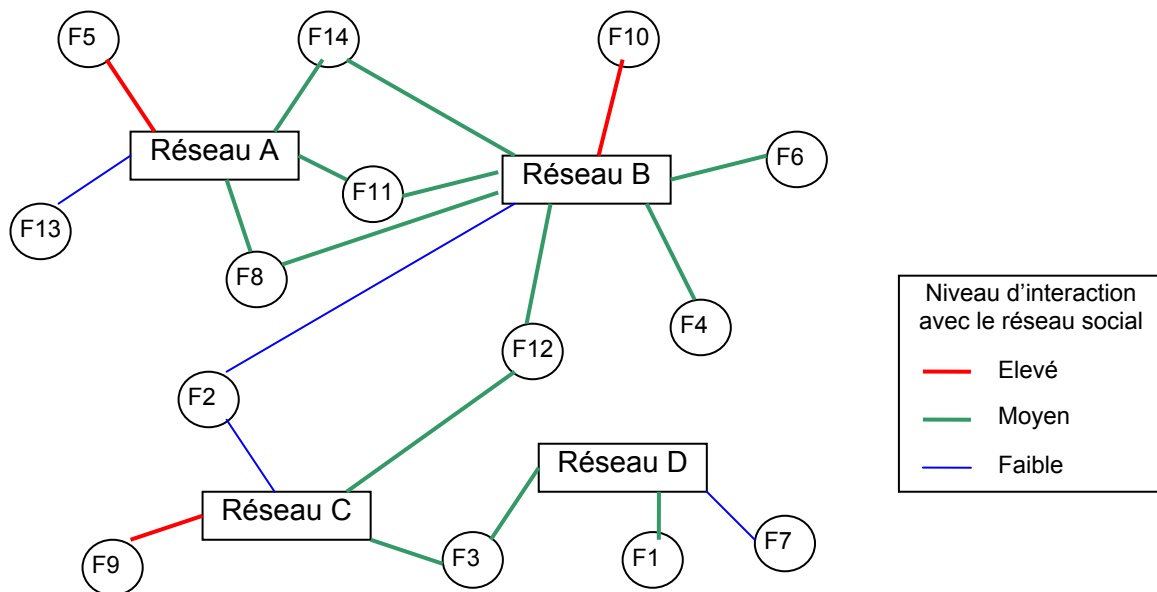 F5
F14
F10
Réseau A
F6
Réseau B
F11
F13
F8
Niveau d’interaction
avec le réseau social
F4
F12
Elevé
F2
Moyen
Réseau D
Faible
Réseau C
F9
F3
F1
F7